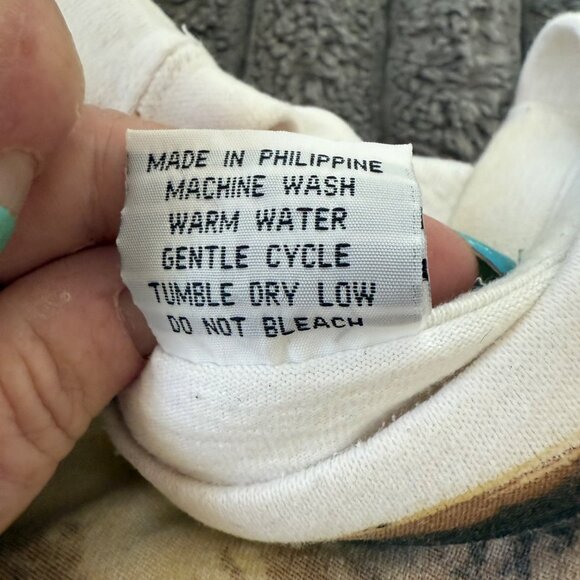 MADE IN PHILIPPINE
MACHINE WASH
WARM WATER
GENTLE CYCLE
TUMBLE DRY LOW
DO NOT BLEACH